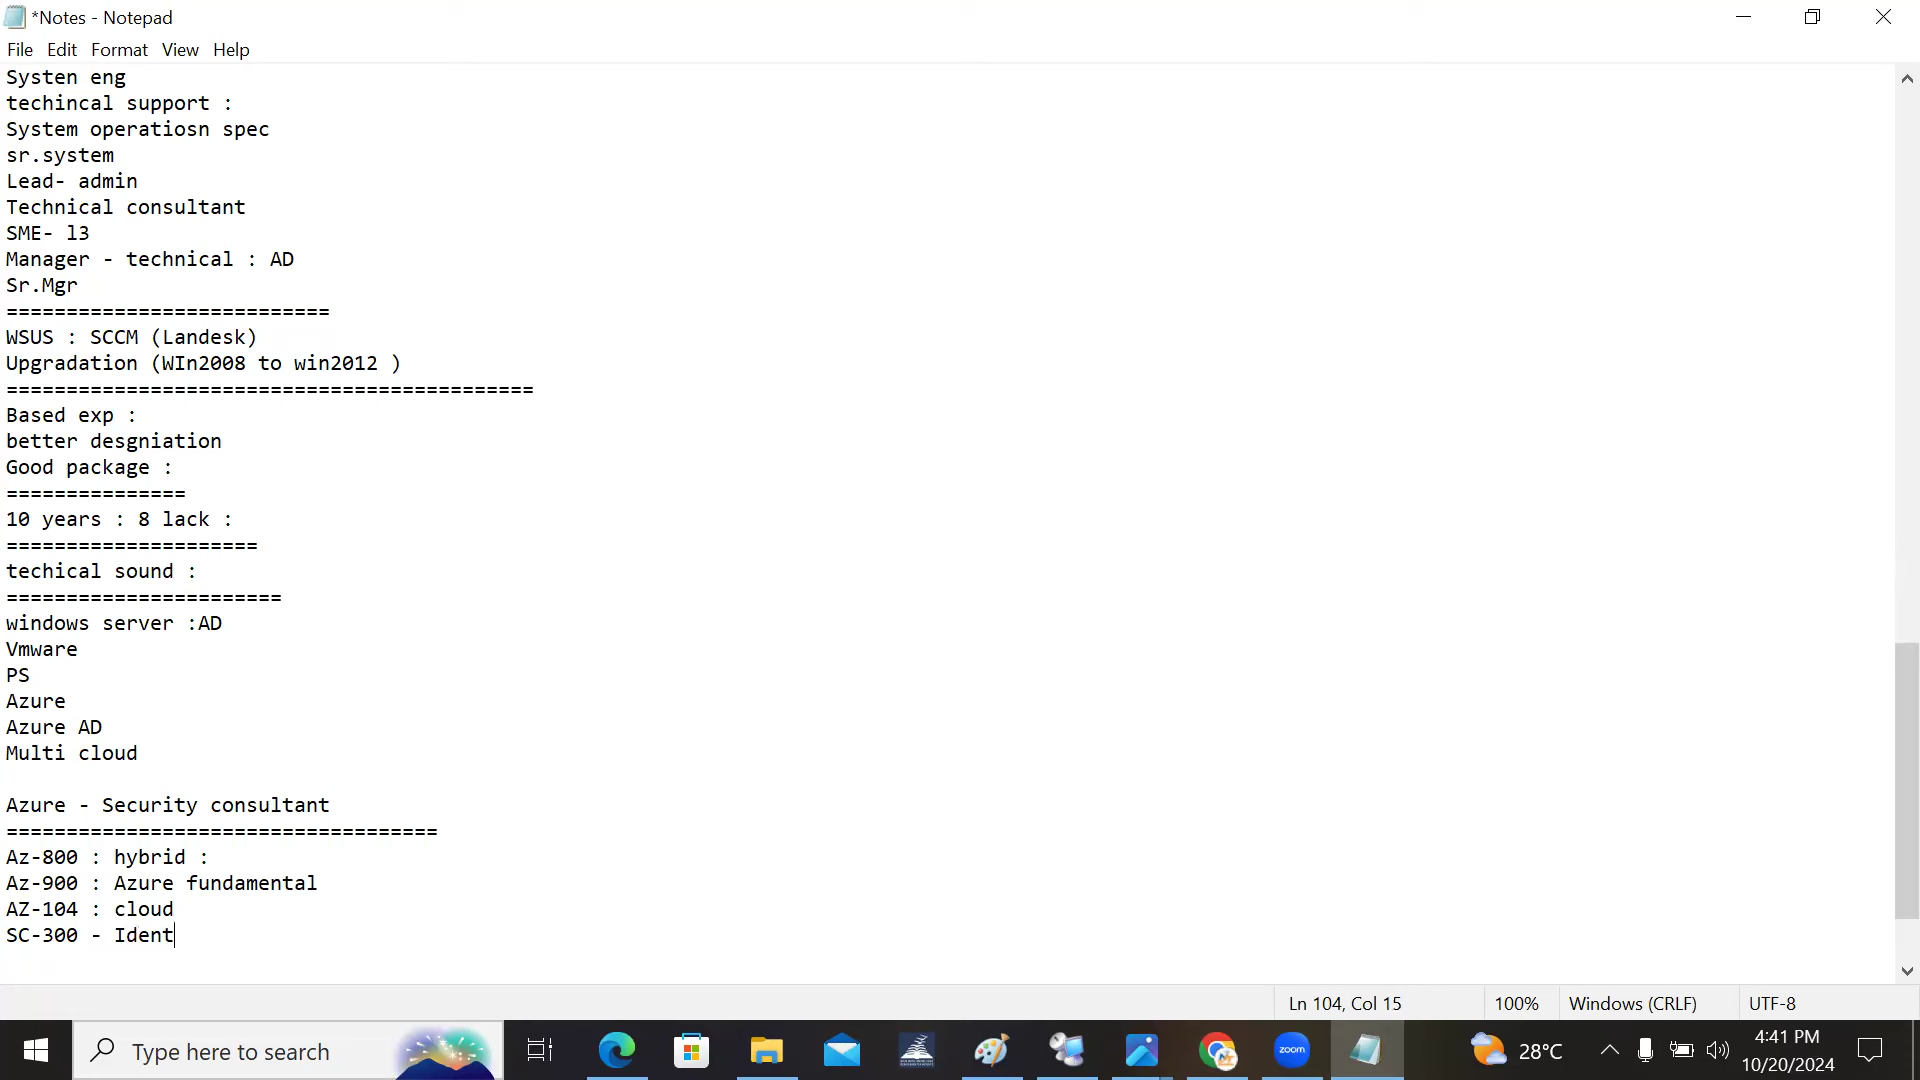 *Notes - Notepad
File Edit Format View Help
Systen eng
techincal support :
System operatiosn spec
sr.system
Lead- admin
Technical consultant
SME- l3
Manager - technical : AD
Sr.Mgr
===========================
WSUS : SCCM (Landesk)
Upgradation (WIn2008 to win2012 )
============================================
Based exp :
better desgniation
Good package :
===============
10 years : 8 lack :
=====================
techical sound :
=======================
windows server :AD
Vmware
PS
Azure
Azure AD
Multi cloud
Azure - Security consultant
====================================
Az-800 : hybrid :
Az-900 : Azure fundamental
AZ-104 : cloud
SC-300 - Ident
Ln 104, Col 15 100% Windows (CRLF) UTF-8
Type here to search
zoom
28°C
4:41 PM
10/20/2024